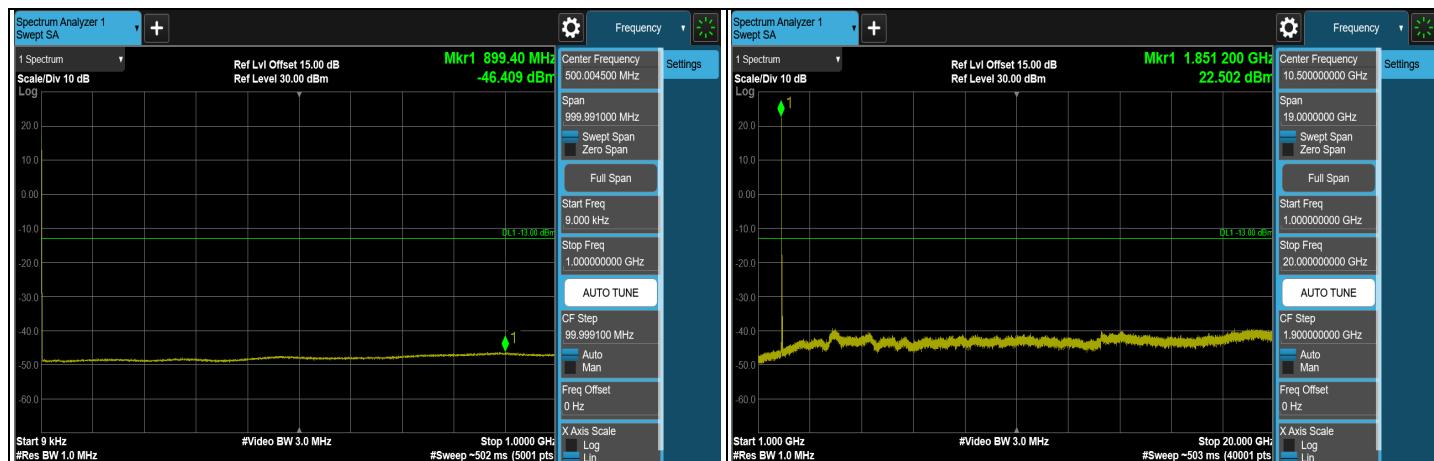 Spectrum Analyzer 1
Swept SA
+
Frequency
1 Spectrum
Scale/Div 10 dB
Log
Ref Lvl Offset 15.00 dB
Ref Level 30.00 dBm
Mkr1 899.40 MHz
-46.409 dBm
1
20.0
10.0
0.00
-10.0
-20.0
-30.0
-40.0
-50.0
-60.0
DL1 -13.00 dBm
Start 9 kHz
#Res BW 1.0 MHz
#Video BW 3.0 MHz
Stop 1.0000 GHz
#Sweep ~502 ms (5001 pts
Center Frequency
500.004500 MHz
Span
999.991000 MHz
Swept Span
Zero Span
Full Span
Start Freq
9.000 kHz
Stop Freq
1.000000000 GHz
AUTO TUNE
CF Step
99.999100 MHz
Auto
Man
Freq Offset
0 Hz
X Axis Scale
Log
Lin
Settings
Spectrum Analyzer 1
Swept SA
+
Frequency
1 Spectrum
Scale/Div 10 dB
Log
Ref Lvl Offset 15.00 dB
Ref Level 30.00 dBm
Mkr1 1.851 200 GHz
22.502 dBm
1
20.0
10.0
0.00
-10.0
-20.0
-30.0
-40.0
-50.0
-60.0
DL1 -13.00 dBm
Start 1.000 GHz
#Res BW 1.0 MHz
#Video BW 3.0 MHz
Stop 20.000 GHz
#Sweep ~503 ms (40001 pts
Center Frequency
10.500000000 GHz
Span
19.0000000 GHz
Swept Span
Zero Span
Full Span
Start Freq
1.000000000 GHz
Stop Freq
20.000000000 GHz
AUTO TUNE
CF Step
1.900000000 GHz
Auto
Man
Freq Offset
0 Hz
X Axis Scale
Log
Lin
Settings